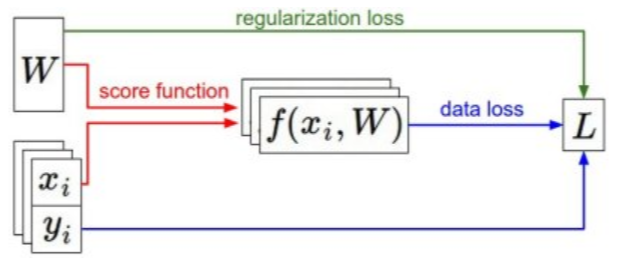 regularization loss
W
score function
f(x_i, W)
data loss
L
x_i
y_i